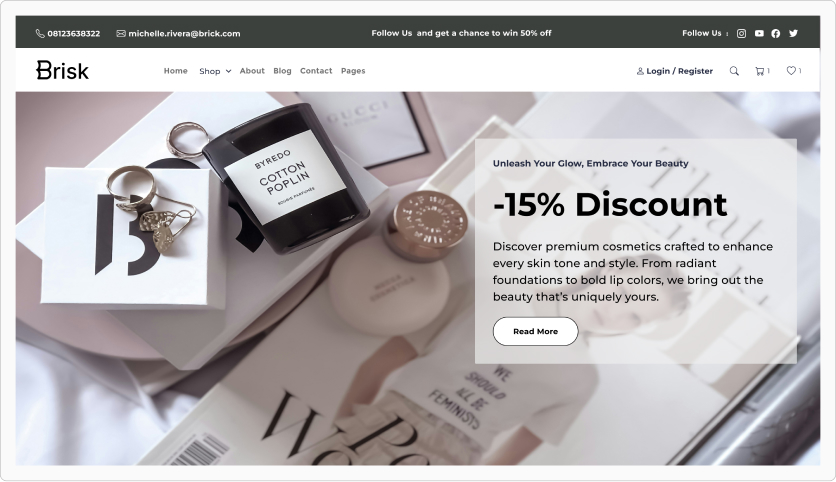 08123638322 michelle.rivera@brick.com Follow Us and get a chance to win 50% off Follow Us :
Brisk Home Shop About Blog Contact Pages Login / Register 1 1
GUCCI
BYREDO
COTTON
POPLIN
BOUGIE PARFUMÉE
B
Unleash Your Glow, Embrace Your Beauty
-15% Discount
Discover premium cosmetics crafted to enhance
every skin tone and style. From radiant
foundations to bold lip colors, we bring out the
beauty that’s uniquely yours.
Read More
WE
SHOULD
ALL BE
FEMINISTS